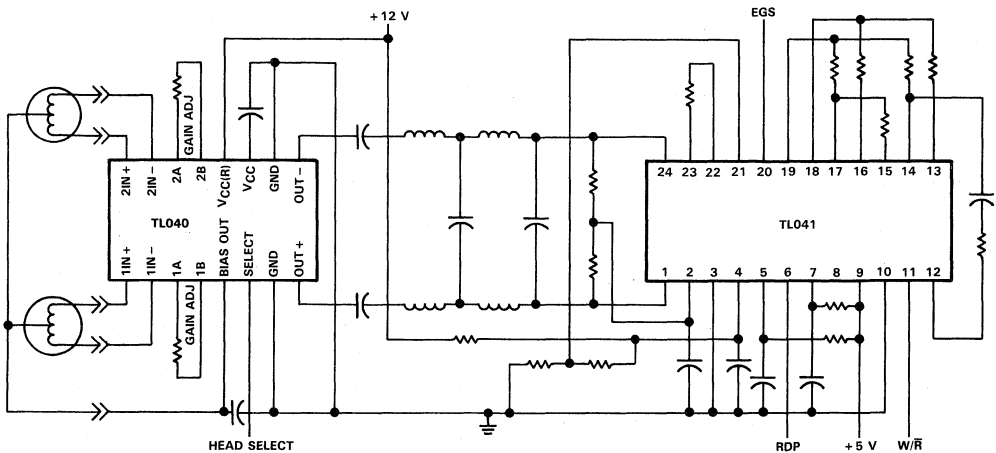 +12 V
EGS
GAIN ADJ
2IN+
2IN−
2A
2B
VCC(R)
VCC
GND
OUT−
TL040
1IN+
1IN−
1A
1B
BIAS OUT
SELECT
GND
OUT+
GAIN ADJ
24 23 22 21 20 19 18 17 16 15 14 13
TL041
1 2 3 4 5 6 7 8 9 10 11 12
HEAD SELECT
RDP
+5 V
W/R̅